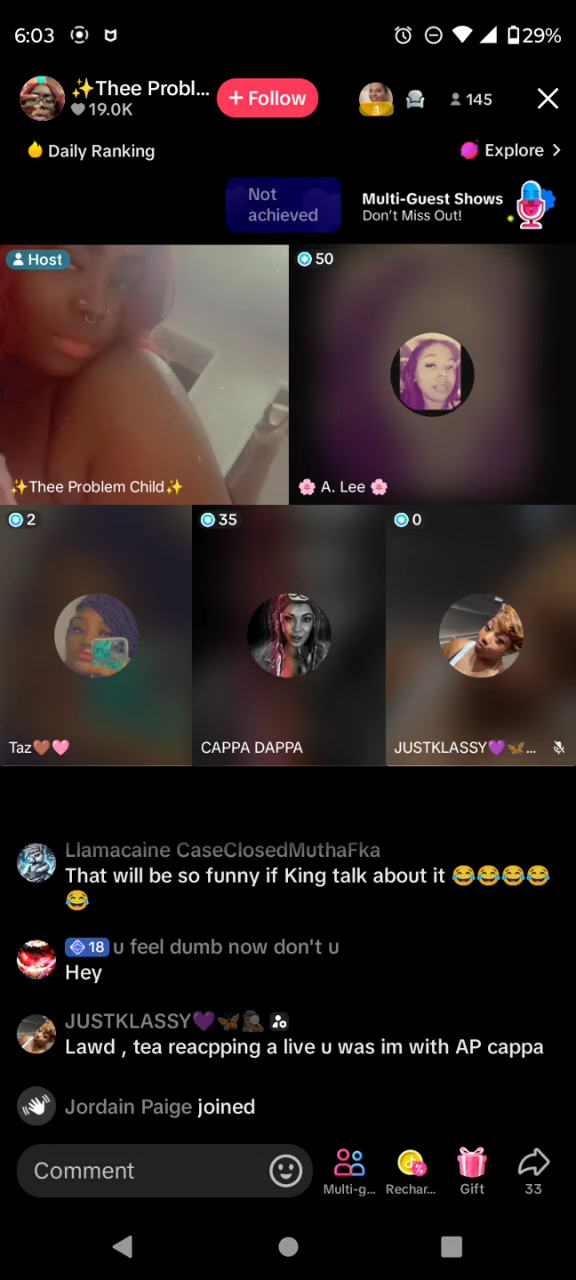 6:03
29%
✨Thee Probl...
19.0K
+ Follow
1
145
Daily Ranking
Explore >
Not
achieved
Multi-Guest Shows
Don't Miss Out!
Host
50
✨Thee Problem Child✨
🌸 A. Lee 🌸
2
35
0
Taz🤎🩷
CAPPA DAPPA
JUSTKLASSY💜🦋...
Llamacaine CaseClosedMuthaFka
That will be so funny if King talk about it 😂😂😂😂
😂
18 u feel dumb now don't u
Hey
JUSTKLASSY💜🦋
Lawd , tea reacpping a live u was im with AP cappa
Jordain Paige joined
Comment
Multi-g...
Rechar...
Gift
33